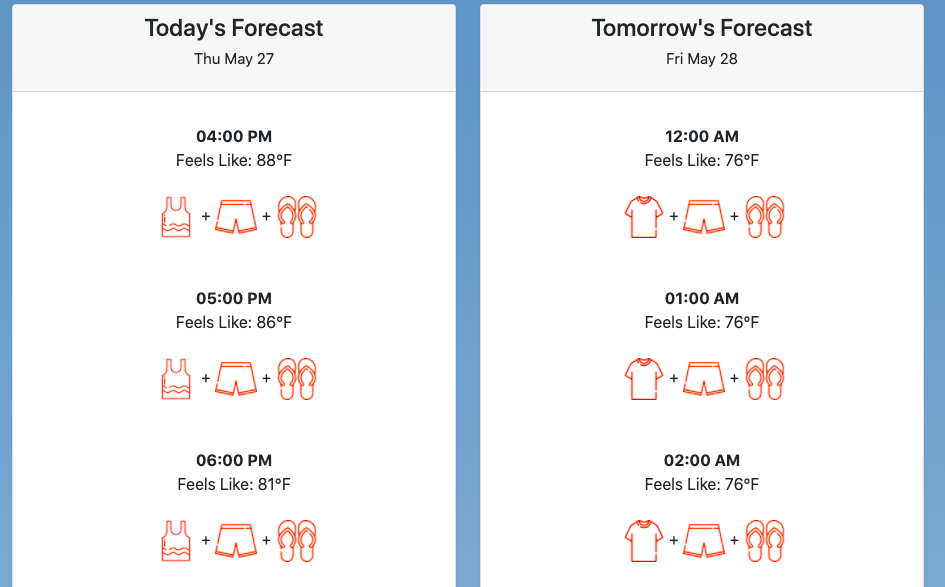 Today's Forecast
Thu May 27
04:00 PM
Feels Like: 88°F
+ +
05:00 PM
Feels Like: 86°F
+ +
06:00 PM
Feels Like: 81°F
+ +
Tomorrow's Forecast
Fri May 28
12:00 AM
Feels Like: 76°F
+ +
01:00 AM
Feels Like: 76°F
+ +
02:00 AM
Feels Like: 76°F
+ +